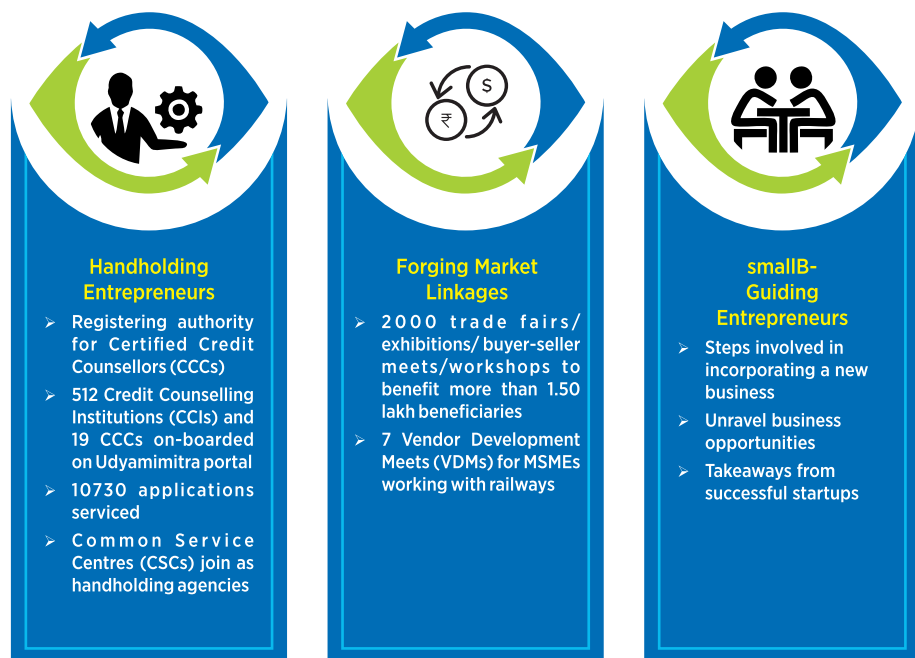 Handholding
Entrepreneurs
➢ Registering authority
for Certified Credit
Counsellors (CCCs)
➢ 512 Credit Counselling
Institutions (CCIs) and
19 CCCs on-boarded
on Udyamimitra portal
➢ 10730 applications
serviced
➢ Common Service
Centres (CSCs) join as
handholding agencies
$
₹
Forging Market
Linkages
➢ 2000 trade fairs/
exhibitions/ buyer-seller
meets/workshops to
benefit more than 1.50
lakh beneficiaries
➢ 7 Vendor Development
Meets (VDMs) for MSMEs
working with railways
smallB-
Guiding
Entrepreneurs
➢ Steps involved in
incorporating a new
business
➢ Unravel business
opportunities
➢ Takeaways from
successful startups